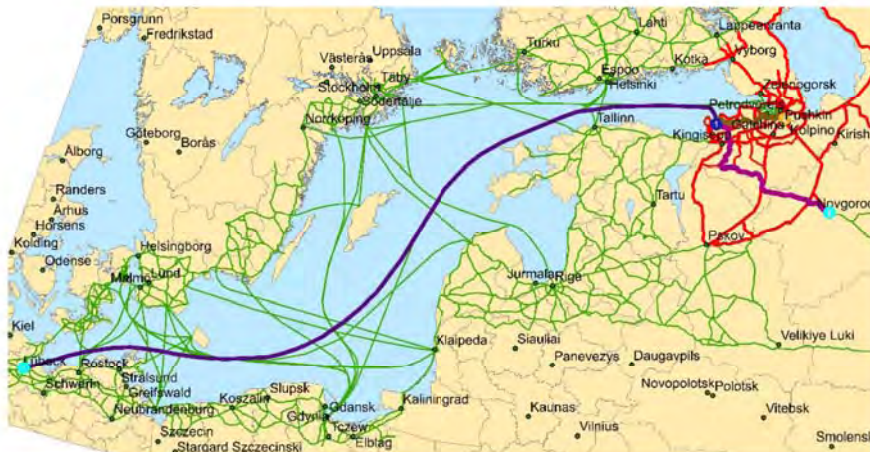 Porsgrunn
Fredrikstad
Lahti
Lappeenranta
Turku
Uppsala
Västerås
Kotka
Vyborg
Espoo
Helsinki
Täby
Stockholm
Zelenogorsk
Södertälje
Petrodvorets
Pushkin
Norrköping
Tallinn
Gatchina
Kolpino
Kingisepp
Kirishi
Göteborg
Borås
Ålborg
Randers
Tartu
Novgorod
Århus
Horsens
Kolding
Helsingborg
Pskov
Odense
Malmö
Lund
Jurmala
Riga
Kiel
Klaipeda
Siauliai
Velikiye Luki
Lübeck
Rostock
Panevezys
Daugavpils
Stralsund
Schwerin
Greifswald
Slupsk
Novopolotsk
Polotsk
Koszalin
Gdansk
Kaliningrad
Neubrandenburg
Gdynia
Kaunas
Vitebsk
Tczew
Elblag
Szczecin
Vilnius
Stargard Szczecinski
Smolensk